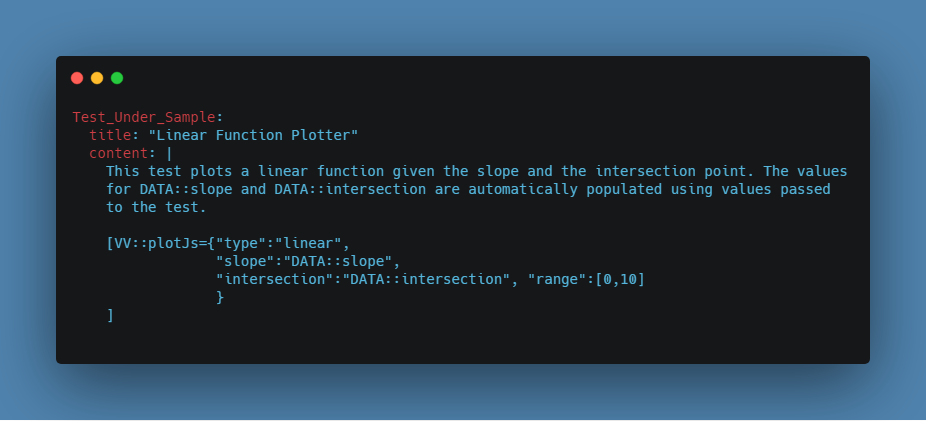 Test_Under_Sample:
  title: "Linear Function Plotter"
  content: |
    This test plots a linear function given the slope and the intersection point. The values
    for DATA::slope and DATA::intersection are automatically populated using values passed
    to the test.

    [VV::plotJs={"type":"linear",
                 "slope":"DATA::slope",
                 "intersection":"DATA::intersection", "range":[0,10]
                 }
    ]